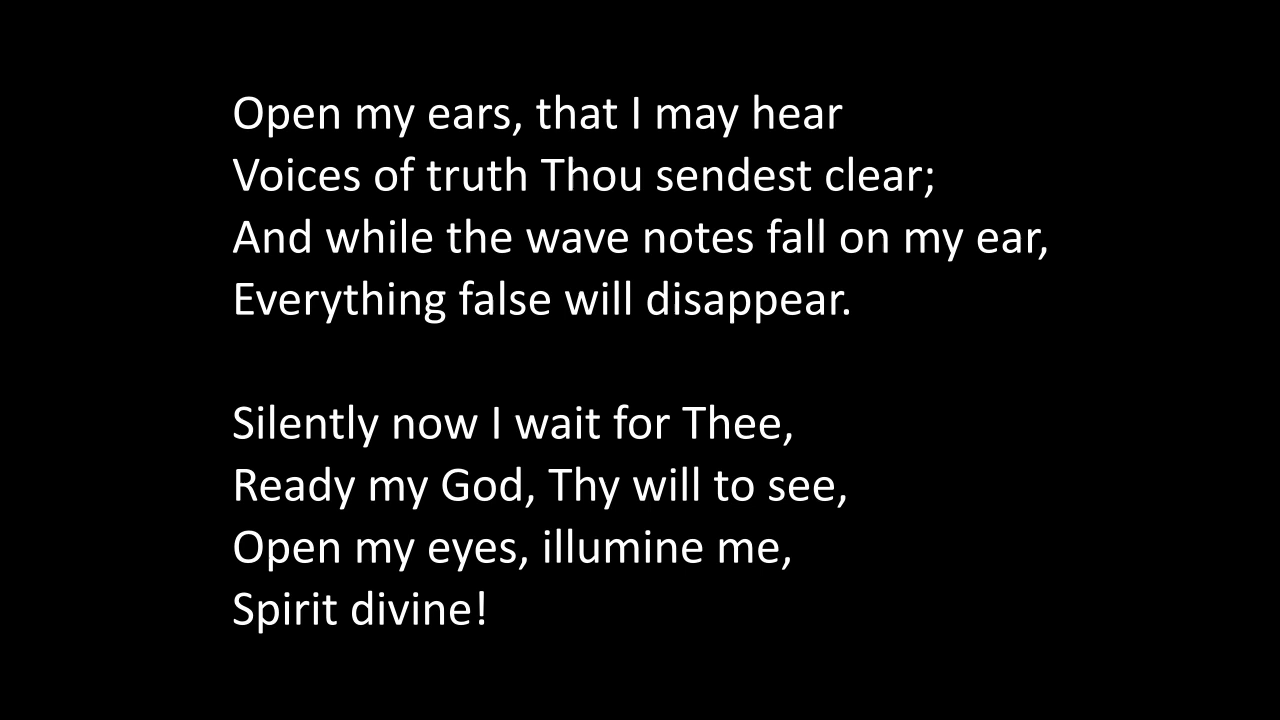 Open my ears, that I may hear
Voices of truth Thou sendest clear;
And while the wave notes fall on my ear,
Everything false will disappear.
Silently now I wait for Thee,
Ready my God, Thy will to see,
Open my eyes, illumine me,
Spirit divine!